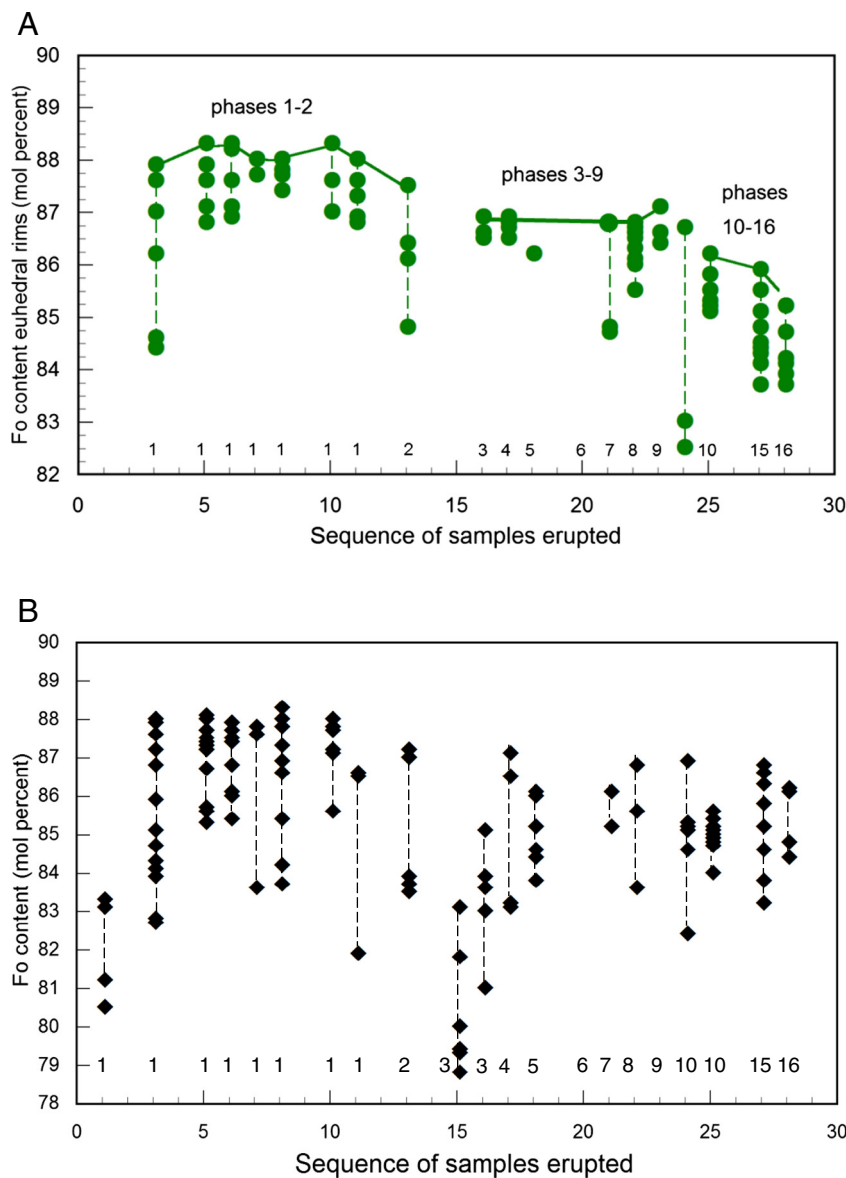 A
90
89
88
87
86
85
84
83
82
Fo content euhedral rims (mol percent)
phases 1-2
phases 3-9
phases
10-16
1 1 1 1 1 1 1 2 3 4 5 6 7 8 9 10 15 16
0 5 10 15 20 25 30
Sequence of samples erupted
B
90
89
88
87
86
85
84
83
82
81
80
79
78
Fo content (mol percent)
1 1 1 1 1 1 1 1 2 3 3 4 5 6 7 8 9 10 10 15 16
0 5 10 15 20 25 30
Sequence of samples erupted